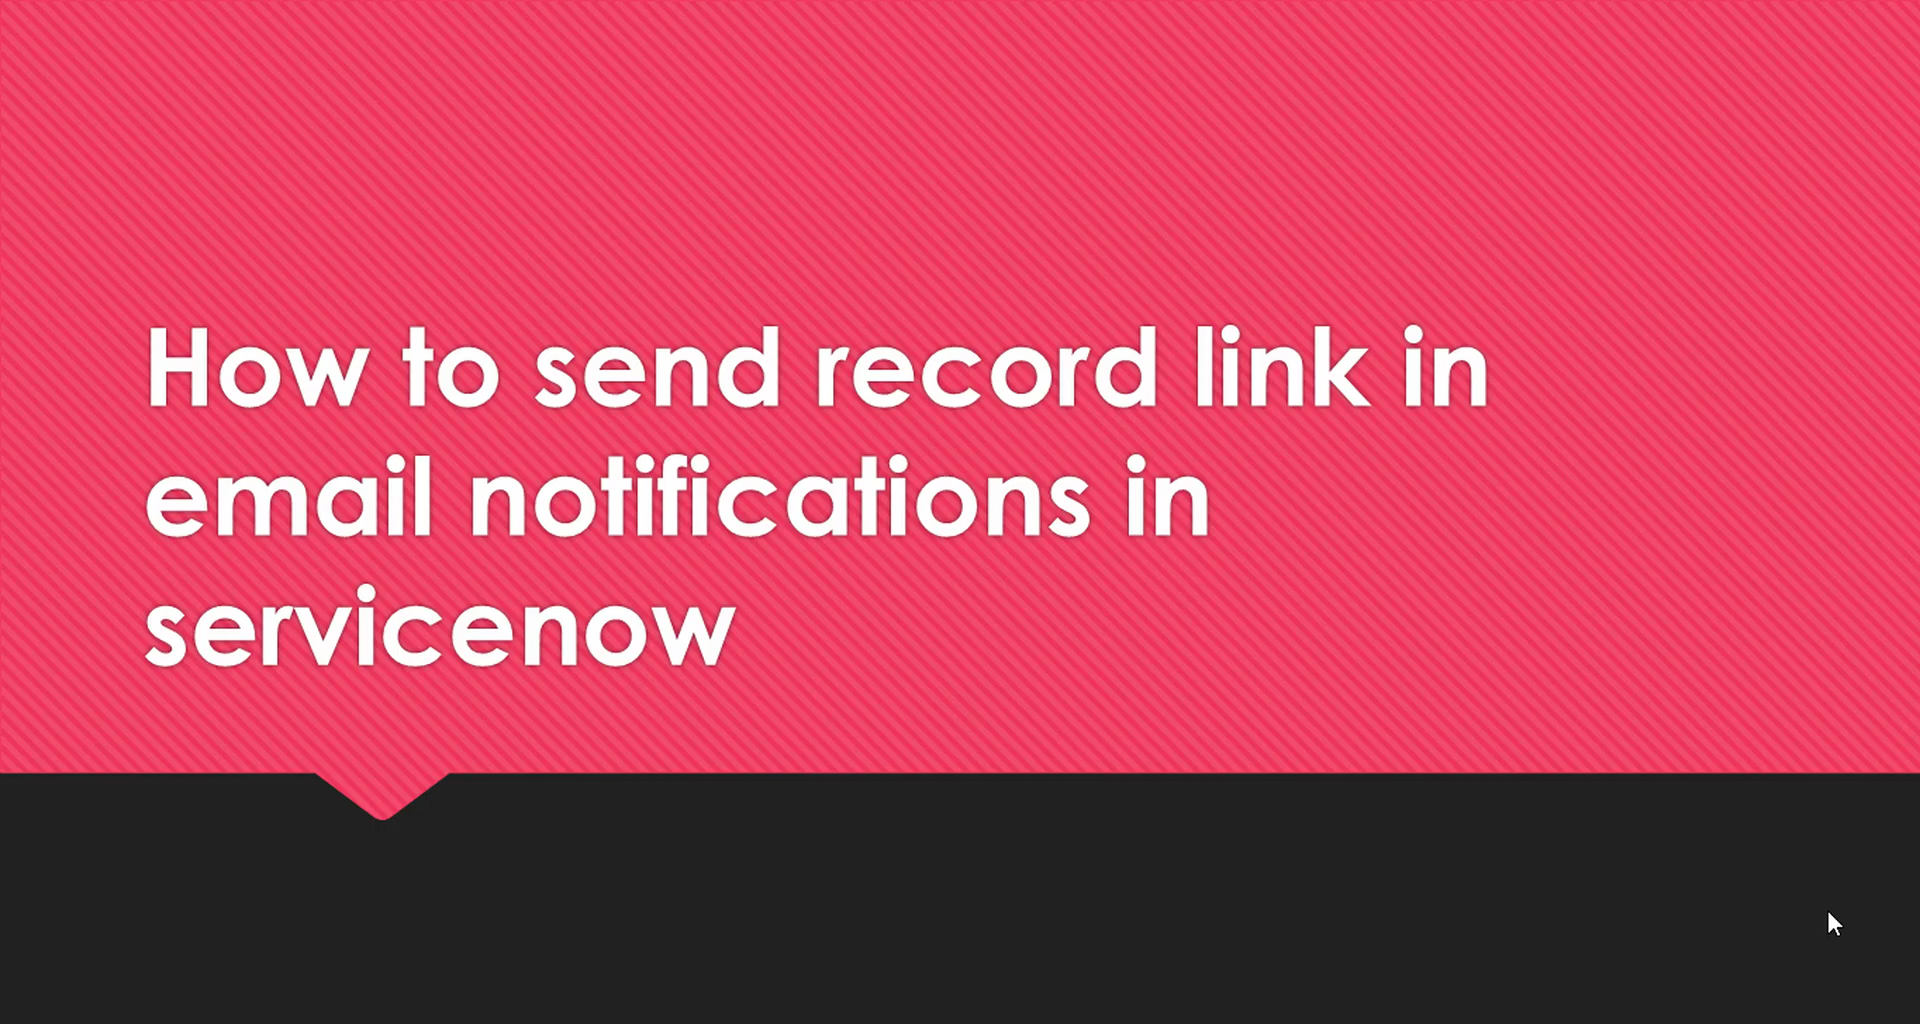 How to send record link in
email notifications in
servicenow